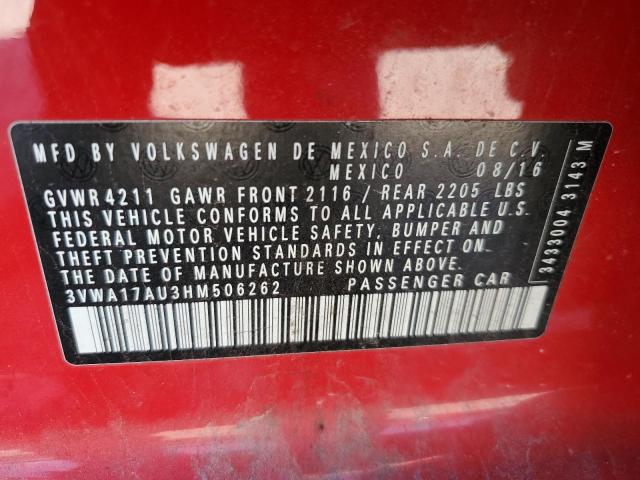 MFD BY VOLKSWAGEN DE MEXICO S.A. DE C.V.
MEXICO 08/16
GVWR 4211 GAWR FRONT 2116 / REAR 2205 LBS
THIS VEHICLE CONFORMS TO ALL APPLICABLE U.S.
FEDERAL MOTOR VEHICLE SAFETY, BUMPER AND
THEFT PREVENTION STANDARDS IN EFFECT ON
THE DATE OF MANUFACTURE SHOWN ABOVE.
3VWA17AU3HM506262 PASSENGER CAR
3433004 3143 M